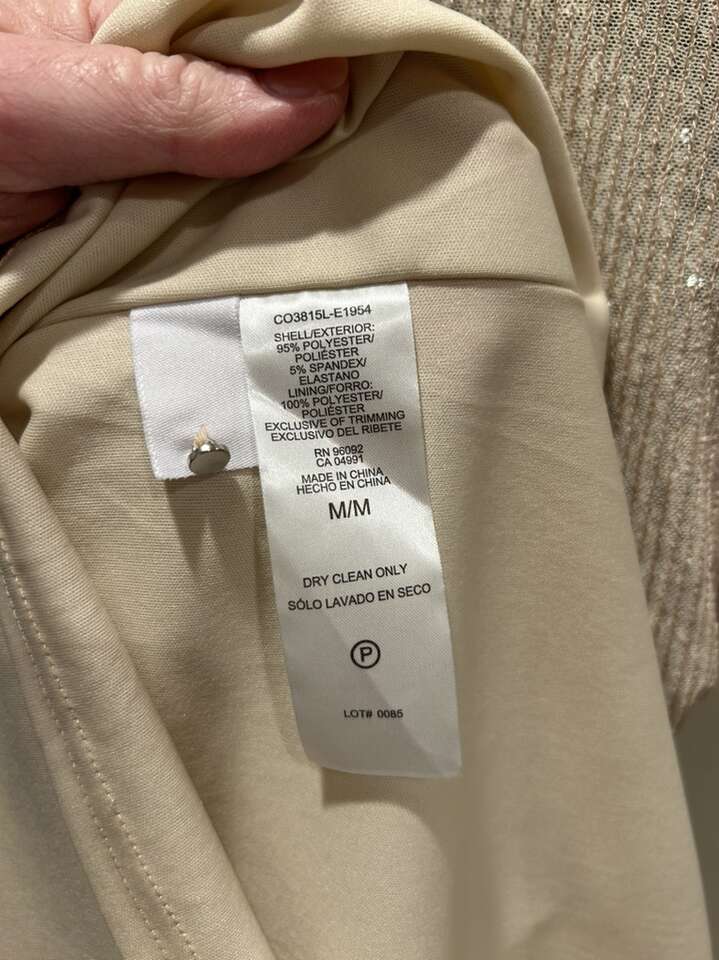 CO3815L-E1954
SHELL/EXTERIOR:
95% POLYESTER/
POLIÉSTER
5% SPANDEX/
ELASTANO
LINING/FORRO:
100% POLYESTER/
POLIÉSTER
EXCLUSIVE OF TRIMMING
EXCLUSIVO DEL RIBETE
RN 96092
CA 04991
MADE IN CHINA
HECHO EN CHINA
M/M
DRY CLEAN ONLY
SÓLO LAVADO EN SECO
P
LOT# 0085